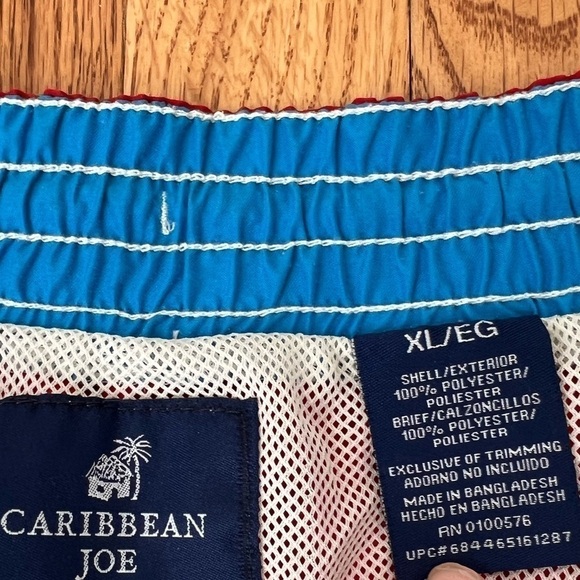 XL/EG
SHELL/EXTERIOR
100% POLYESTER/
POLIESTER
BRIEF/CALZONCILLOS
100% POLYESTER/
POLIESTER
EXCLUSIVE OF TRIMMING
ADORNO NO INCLUIDO
MADE IN BANGLADESH
HECHO EN BANGLADESH
RN 0100576
UPC#684465161287
CARIBBEAN
JOE